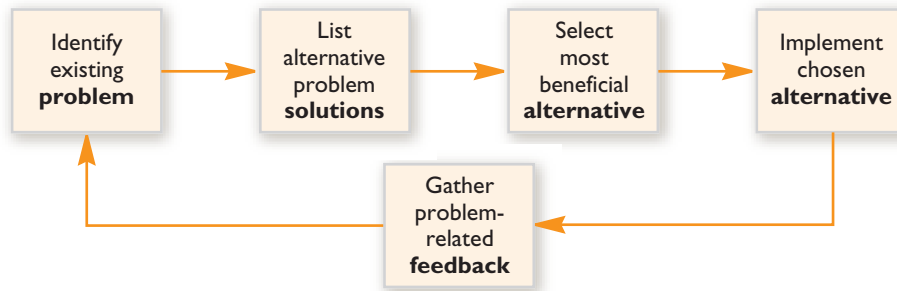 Identify
existing
problem
List
alternative
problem
solutions
Select
most
beneficial
alternative
Implement
chosen
alternative
Gather
problem-
related
feedback